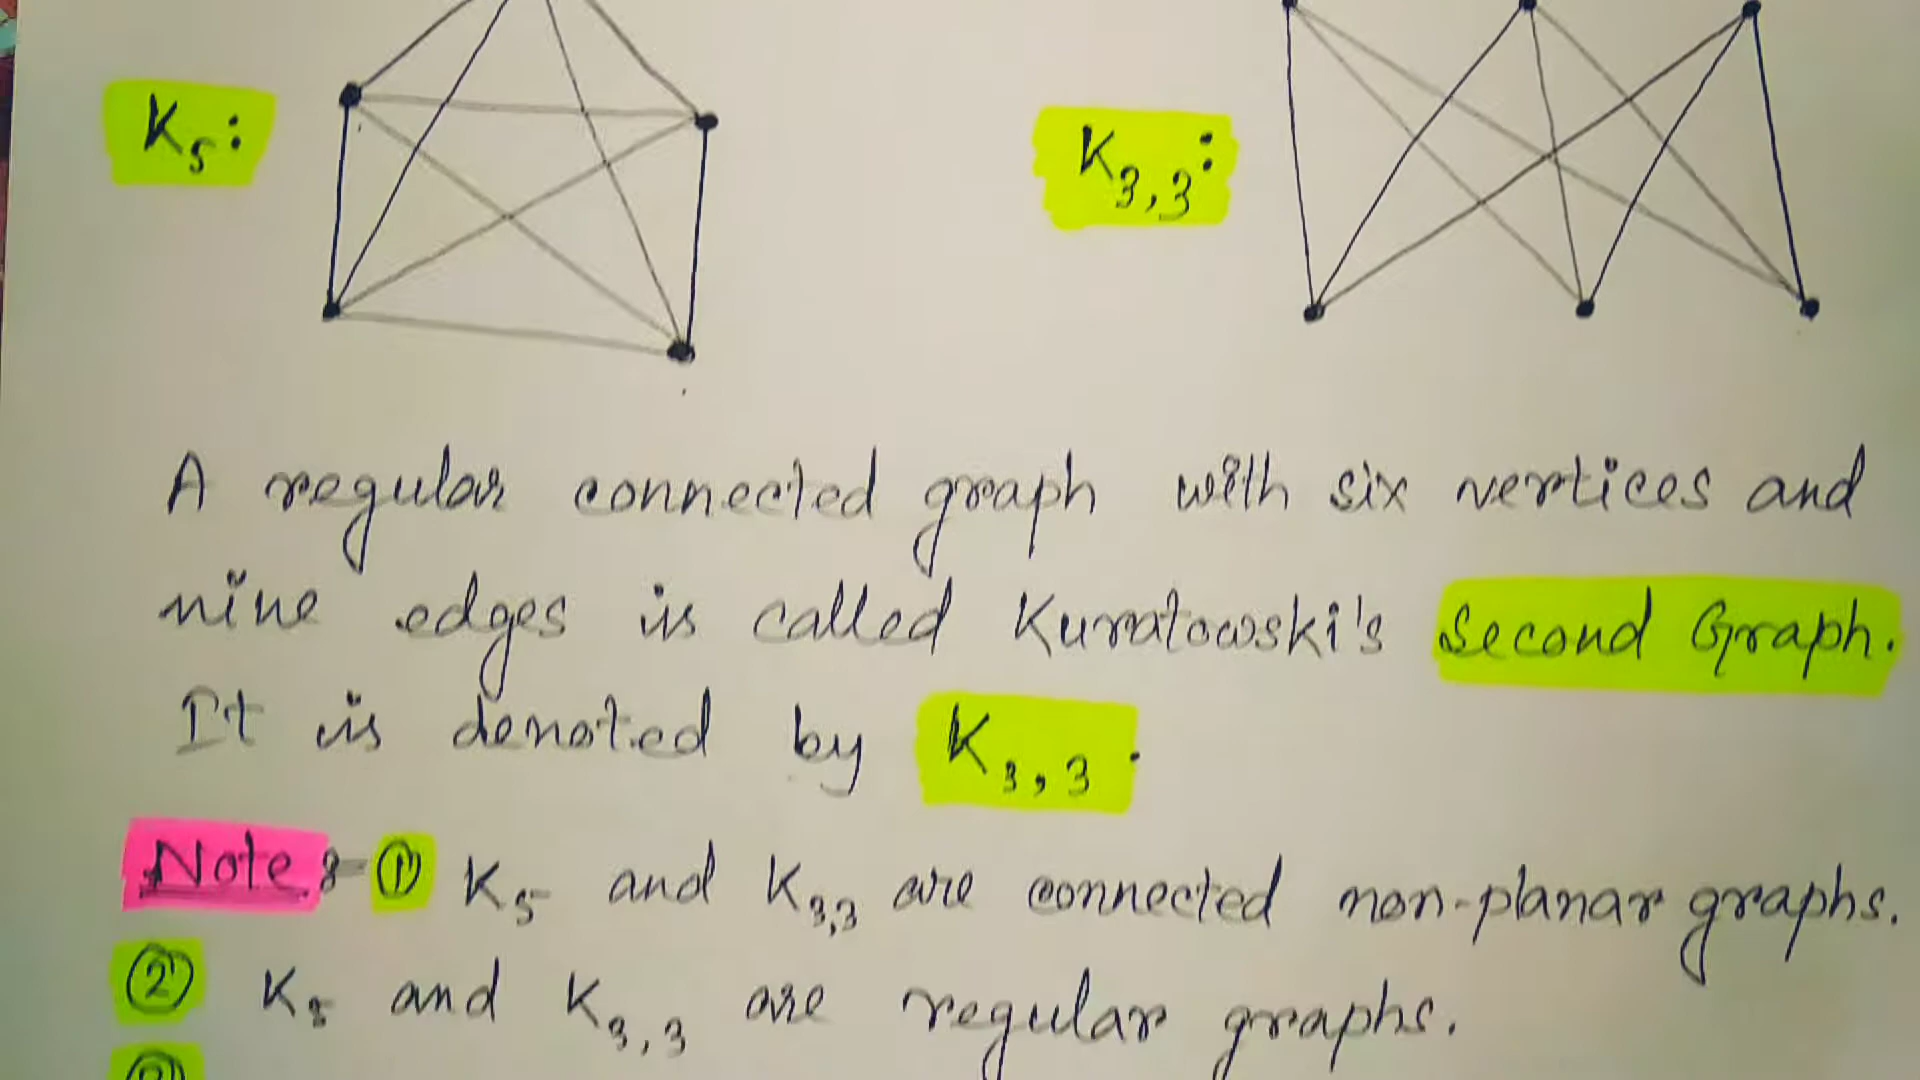 K₅:
K₃,₃:
A regular connected graph with six vertices and
nine edges is called Kuratowski's Second Graph.
It is denoted by K₃,₃.
Note:- ① K₅ and K₃,₃ are connected non-planar graphs.
② K₅ and K₃,₃ are regular graphs.